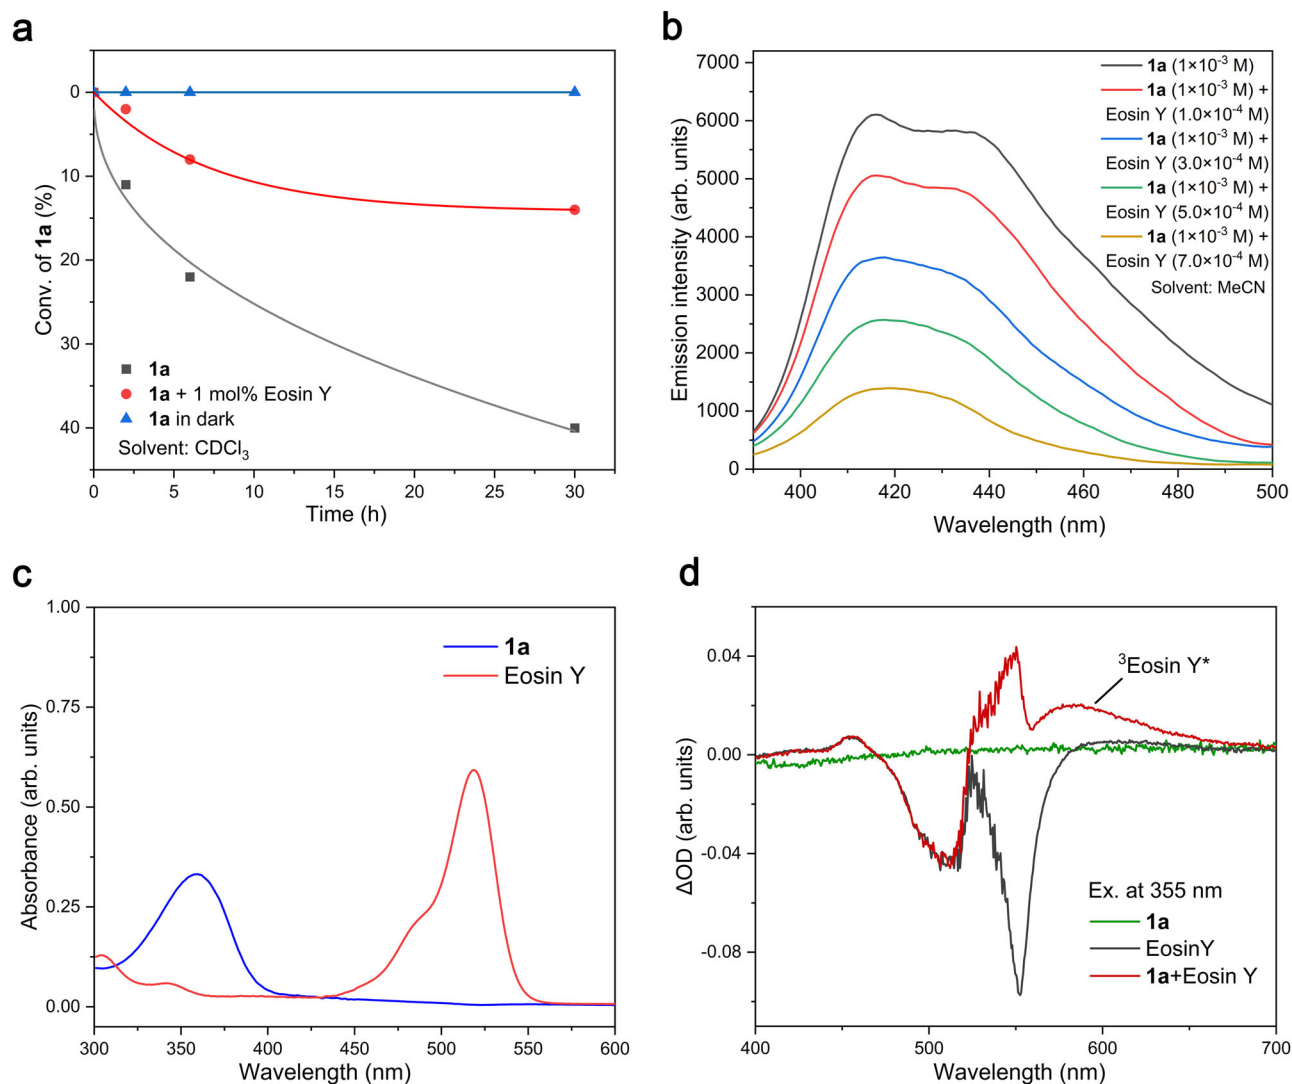 a
0
10
20
30
40
Conv. of 1a (%)
1a
1a + 1 mol% Eosin Y
1a in dark
Solvent: CDCl₃
0 5 10 15 20 25 30
Time (h)
b
7000
6000
5000
4000
3000
2000
1000
0
Emission intensity (arb. units)
1a (1×10⁻³ M)
1a (1×10⁻³ M) +
Eosin Y (1.0×10⁻⁴ M)
1a (1×10⁻³ M) +
Eosin Y (3.0×10⁻⁴ M)
1a (1×10⁻³ M) +
Eosin Y (5.0×10⁻⁴ M)
1a (1×10⁻³ M) +
Eosin Y (7.0×10⁻⁴ M)
Solvent: MeCN
400 420 440 460 480 500
Wavelength (nm)
c
1.00
0.75
0.50
0.25
0.00
Absorbance (arb. units)
1a
Eosin Y
300 350 400 450 500 550 600
Wavelength (nm)
d
0.04
0.00
-0.04
-0.08
ΔOD (arb. units)
³Eosin Y*
Ex. at 355 nm
1a
EosinY
1a+Eosin Y
400 500 600 700
Wavelength (nm)